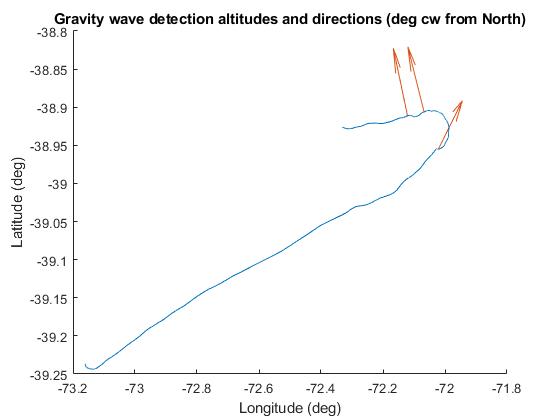 Gravity wave detection altitudes and directions (deg cw from North)
-38.8
-38.85
-38.9
-38.95
-39
-39.05
-39.1
-39.15
-39.2
-39.25
Latitude (deg)
-73.2 -73 -72.8 -72.6 -72.4 -72.2 -72 -71.8
Longitude (deg)